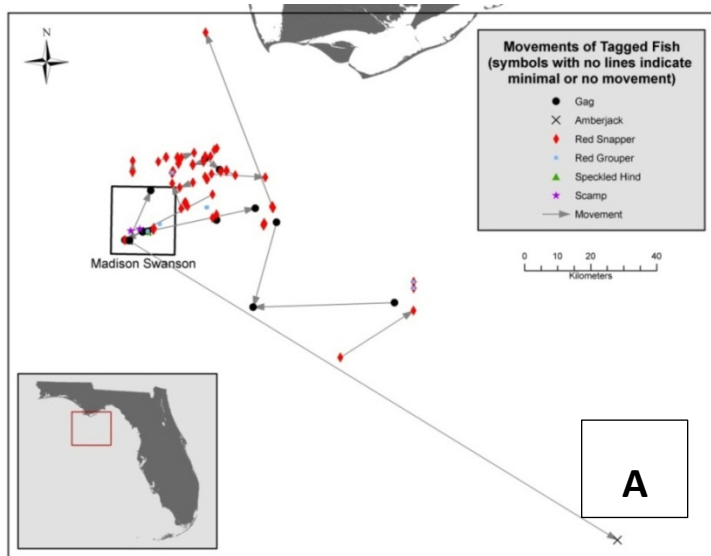 N
Movements of Tagged Fish
(symbols with no lines indicate
minimal or no movement)
Gag
Amberjack
Red Snapper
Red Grouper
Speckled Hind
Scamp
Movement
0 10 20 40
Kilometers
Madison Swanson
A